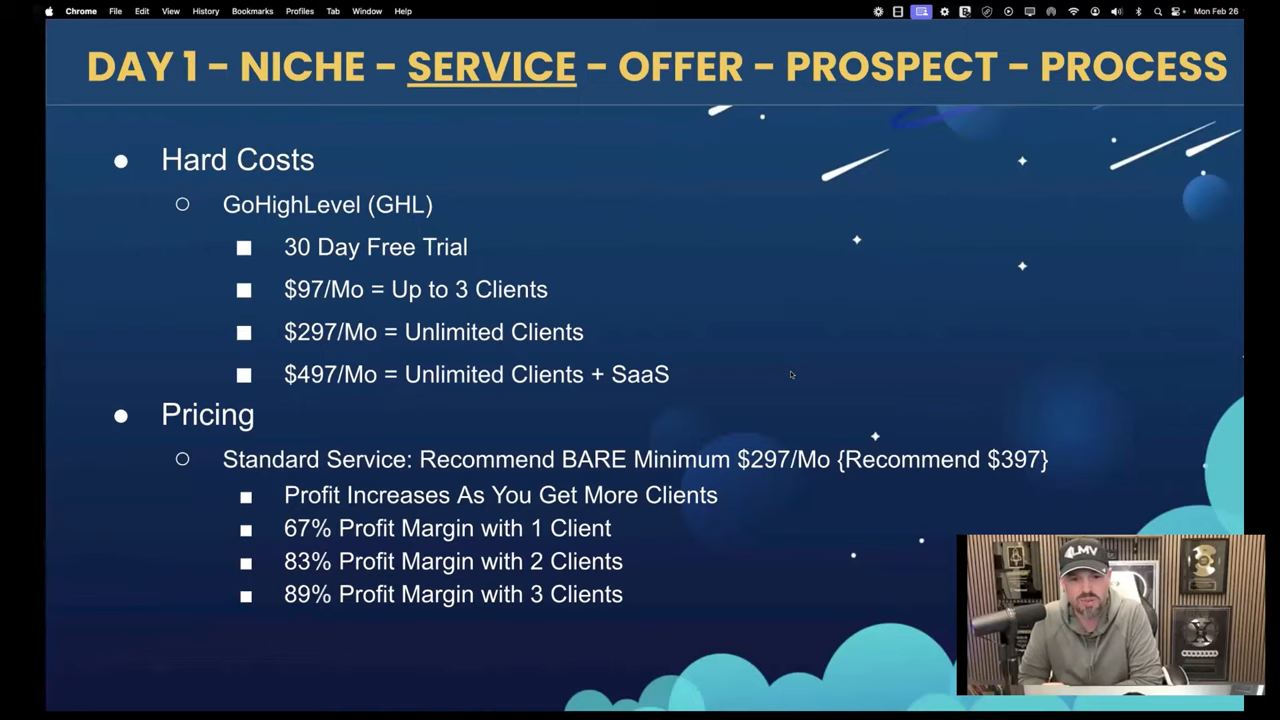 Chrome File Edit View History Bookmarks Profiles Tab Window Help Mon Feb 26
DAY 1 – NICHE – SERVICE – OFFER – PROSPECT – PROCESS
Hard Costs
GoHighLevel (GHL)
30 Day Free Trial
$97/Mo = Up to 3 Clients
$297/Mo = Unlimited Clients
$497/Mo = Unlimited Clients + SaaS
Pricing
Standard Service: Recommend BARE Minimum $297/Mo {Recommend $397}
Profit Increases As You Get More Clients
67% Profit Margin with 1 Client
83% Profit Margin with 2 Clients
89% Profit Margin with 3 Clients
LMV